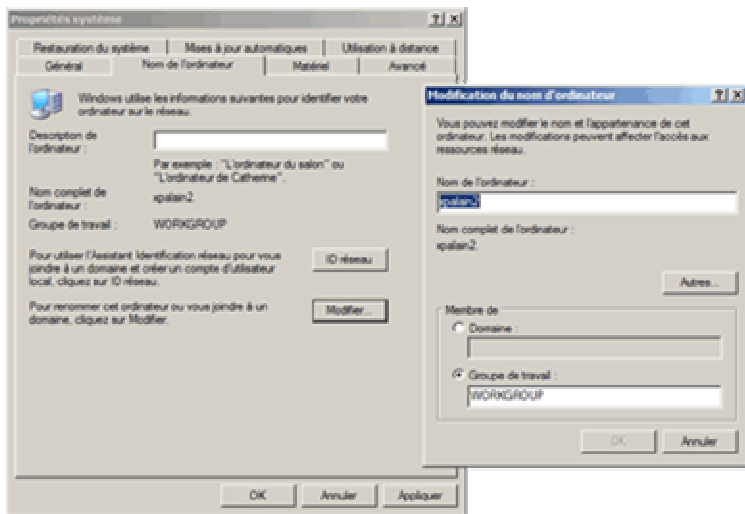 Propriétés système
Restauration du système
Mises à jour automatiques
Utilisation à distance
Général
Nom de l'ordinateur
Matériel
Avancé
Windows utilise les informations suivantes pour identifier votre
ordinateur sur le réseau.
Description de
l'ordinateur :
Par exemple : "L'ordinateur du salon" ou
"L'ordinateur de Catherine".
Nom complet de
l'ordinateur :
xpalain2.
Groupe de travail :
WORKGROUP
Pour utiliser l'Assistant Identification réseau pour vous
joindre à un domaine et créer un compte d'utilisateur
local, cliquez sur ID réseau.
ID réseau
Pour renommer cet ordinateur ou vous joindre à un
domaine, cliquez sur Modifier.
Modifier...
OK
Annuler
Appliquer
Modification du nom d'ordinateur
Vous pouvez modifier le nom et l'appartenance de cet
ordinateur. Les modifications peuvent affecter l'accès aux
ressources réseau.
Nom de l'ordinateur :
xpalain2
Nom complet de l'ordinateur :
xpalain2.
Autres...
Membre de
Domaine :
Groupe de travail :
WORKGROUP
OK
Annuler